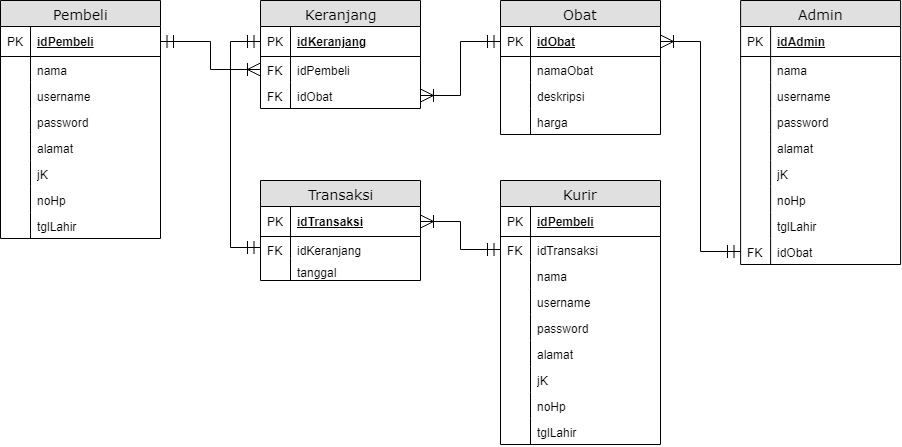 Pembeli
PK idPembeli
nama
username
password
alamat
jK
noHp
tglLahir
Keranjang
PK idKeranjang
FK idPembeli
FK idObat
Obat
PK idObat
namaObat
deskripsi
harga
Admin
PK idAdmin
nama
username
password
alamat
jK
noHp
tglLahir
FK idObat
Transaksi
PK idTransaksi
FK idKeranjang
tanggal
Kurir
PK idPembeli
FK idTransaksi
nama
username
password
alamat
jK
noHp
tglLahir